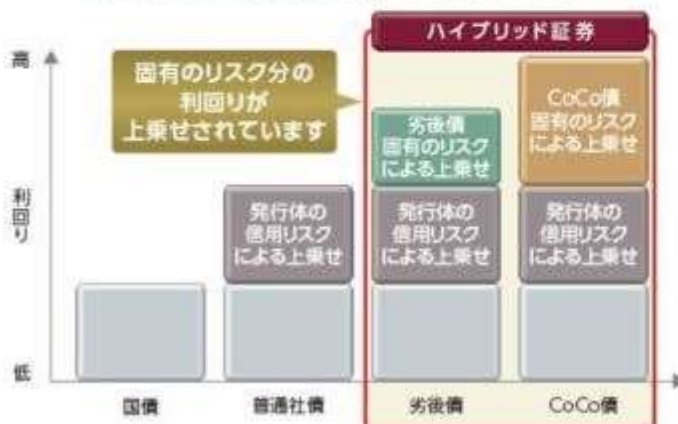 ハイブリッド証券
高
固有のリスク分の
利回りが
上乗せされています
CoCo債
固有のリスク
による上乗せ
劣後債
固有のリスク
による上乗せ
利回り
発行体の
信用リスク
による上乗せ
発行体の
信用リスク
による上乗せ
発行体の
信用リスク
による上乗せ
低
国債
普通社債
劣後債
CoCo債